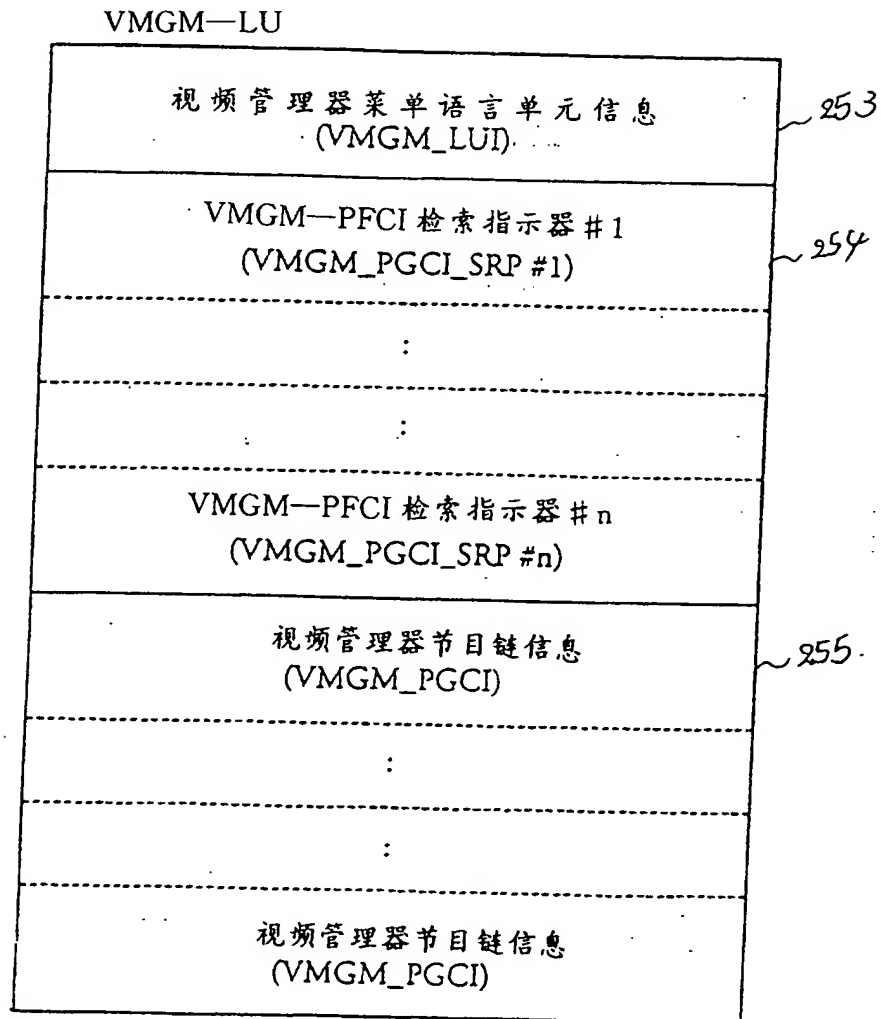 VMGM—LU
视频管理器菜单语言单元信息 253
(VMGM_LUI)
VMGM—PFCI 检索指示器 #1
(VMGM_PGCI_SRP #1) 254
:
:
VMGM—PFCI 检索指示器 #n
(VMGM_PGCI_SRP #n)
视频管理器节目链信息
(VMGM_PGCI) 255
:
:
视频管理器节目链信息
(VMGM_PGCI)